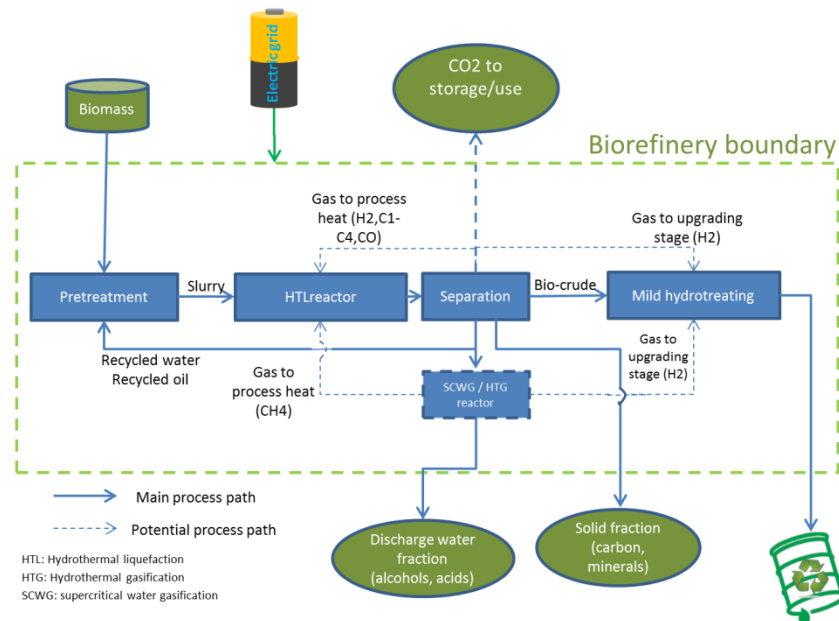 Electric grid
CO2 to
storage/use
Biomass
Biorefinery boundary
Gas to process
heat (H2,C1-
C4,CO)
Gas to upgrading
stage (H2)
Pretreatment
Slurry
HTLreactor
Separation
Bio-crude
Mild hydrotreating
Recycled water
Recycled oil
Gas to
process heat
(CH4)
SCWG / HTG
reactor
Gas to
upgrading
stage (H2)
Main process path
Potential process path
HTL: Hydrothermal liquefaction
HTG: Hydrothermal gasification
SCWG: supercritical water gasification
Discharge water
fraction
(alcohols, acids)
Solid fraction
(carbon,
minerals)